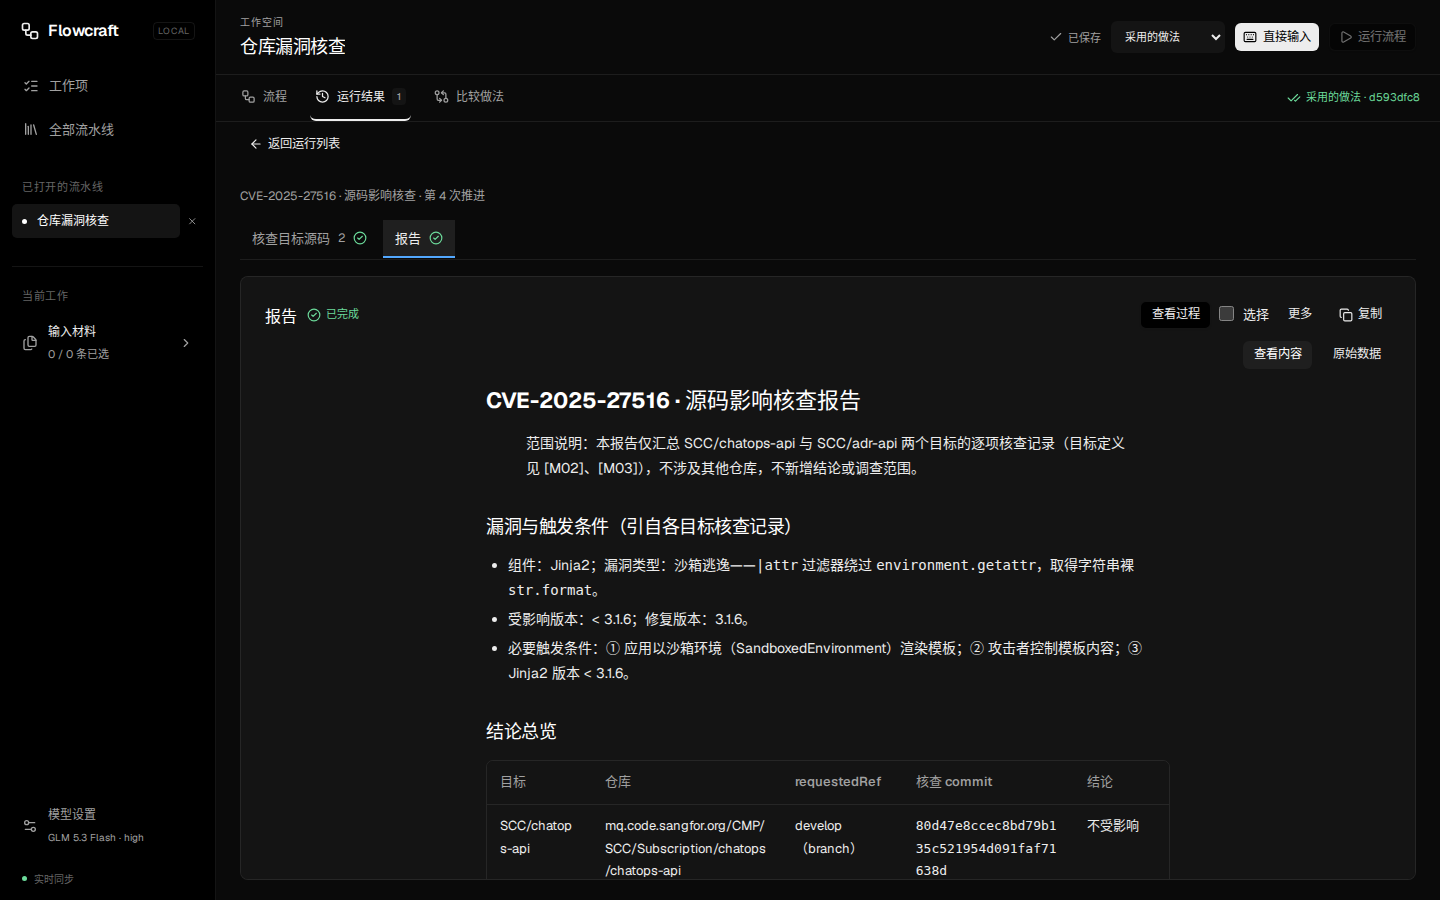 Flowcraft
LOCAL
工作项
全部流水线
已打开的流水线
仓库漏洞核查
当前工作
输入材料
0 / 0 条已选
模型设置
GLM 5.3 Flash · high
实时同步
工作空间
仓库漏洞核查
已保存
采用的做法
直接输入
运行流程
流程
运行结果 1
比较做法
采用的做法 · d593dfc8
返回运行列表
CVE-2025-27516 · 源码影响核查 · 第 4 次推进
核查目标源码 2
报告
报告
已完成
查看过程
选择
更多
复制
查看内容
原始数据
CVE-2025-27516 · 源码影响核查报告
范围说明：本报告仅汇总 SCC/chatops-api 与 SCC/adr-api 两个目标的逐项核查记录（目标定义
见 [M02]、[M03]），不涉及其他仓库，不新增结论或调查范围。
漏洞与触发条件（引自各目标核查记录）
组件：Jinja2；漏洞类型：沙箱逃逸——|attr 过滤器绕过 environment.getattr，取得字符串裸
str.format。
受影响版本：< 3.1.6；修复版本：3.1.6。
必要触发条件：① 应用以沙箱环境（SandboxedEnvironment）渲染模板；② 攻击者控制模板内容；③
Jinja2 版本 < 3.1.6。
结论总览
目标 仓库 requestedRef 核查 commit 结论
SCC/chatop mq.code.sangfor.org/CMP/ develop 80d47e8ccec8bd79b1 不受影响
s-api SCC/Subscription/chatops （branch） 35c521954d091faf71
/chatops-api 638d